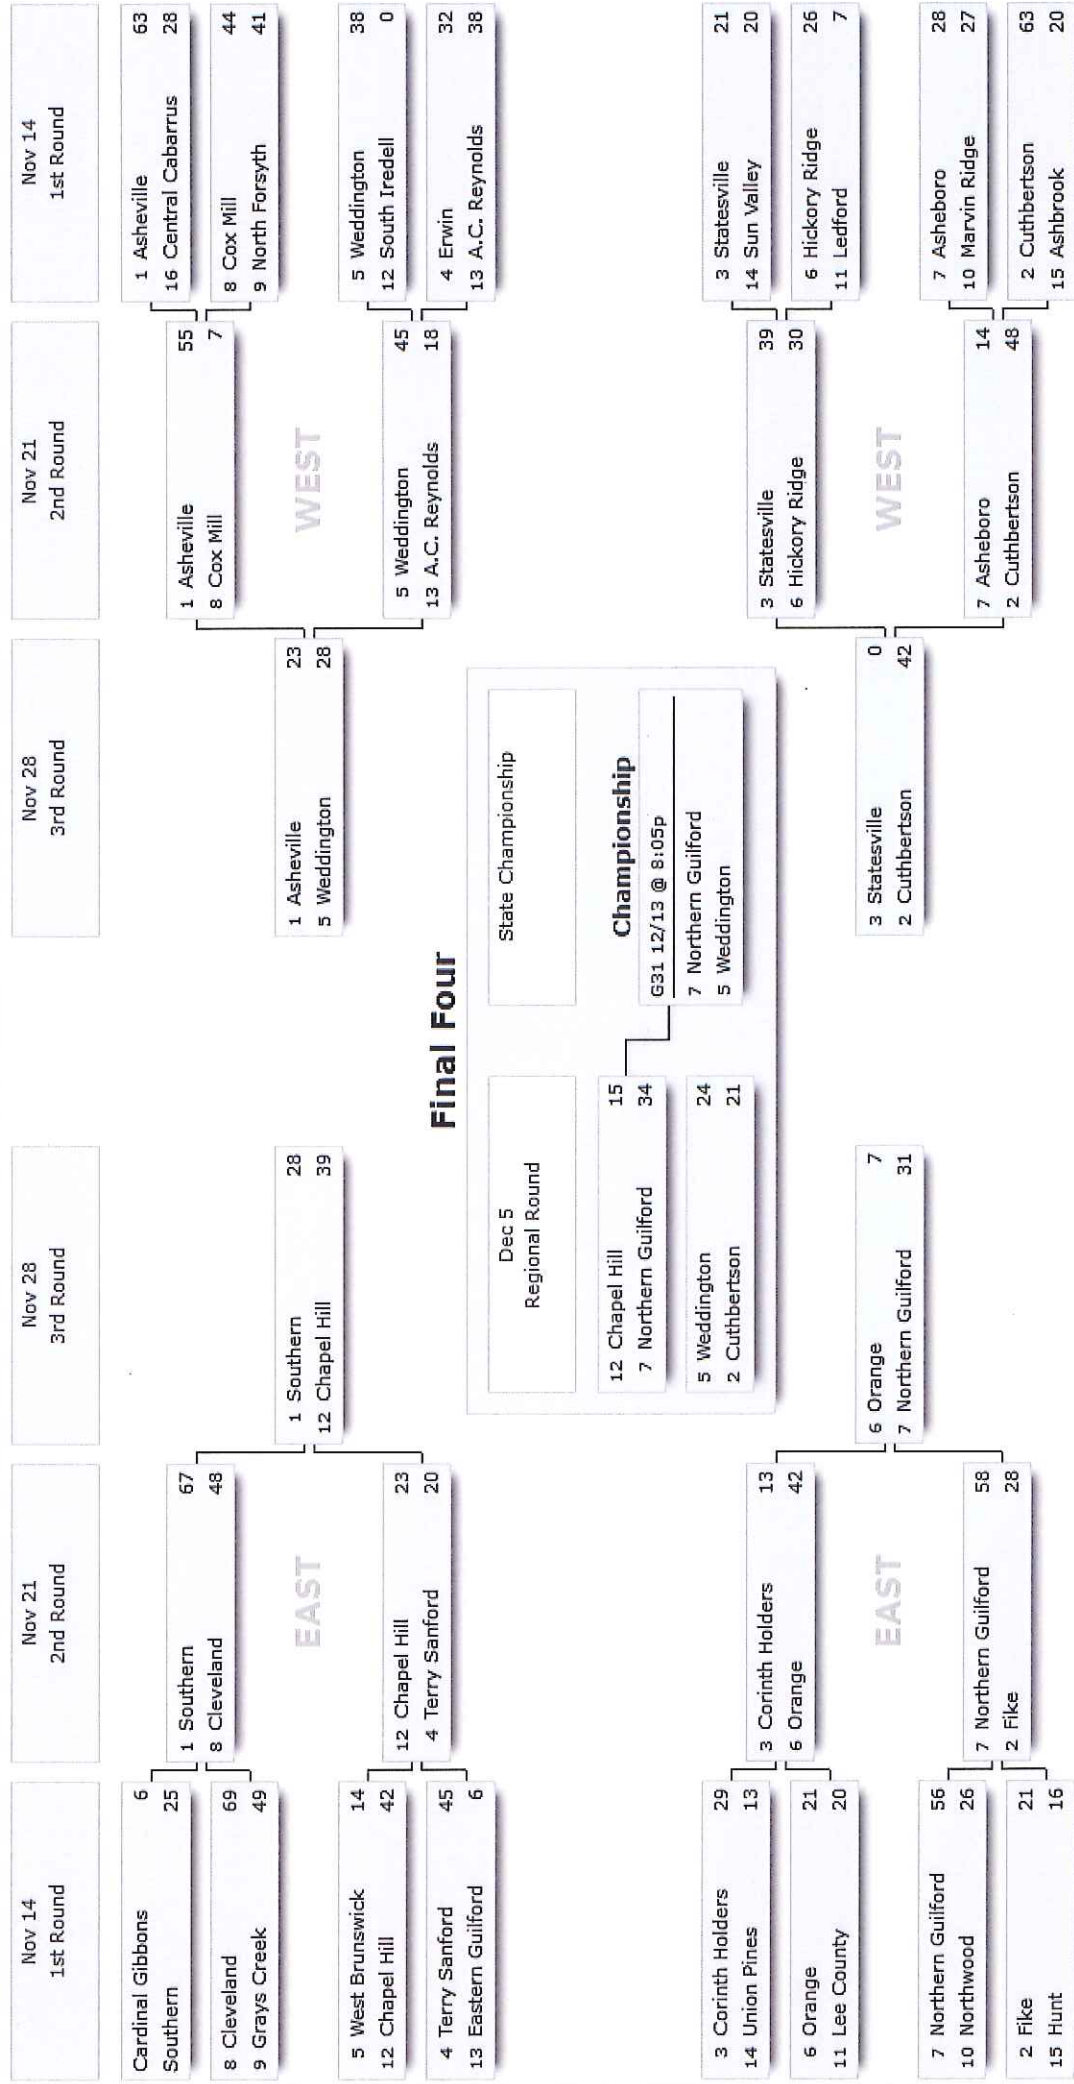 Nov 14
1st Round
Cardinal Gibbons 6
Southern 25
8 Cleveland 69
9 Grays Creek 49
5 West Brunswick 14
12 Chapel Hill 42
4 Terry Sanford 45
13 Eastern Guilford 6
3 Corinth Holders 29
14 Union Pines 13
6 Orange 21
11 Lee County 20
7 Northern Guilford 56
10 Northwood 26
2 Fike 21
15 Hunt 16
Nov 21
2nd Round
1 Southern 67
8 Cleveland 48
EAST
12 Chapel Hill 23
4 Terry Sanford 20
3 Corinth Holders 13
6 Orange 42
EAST
7 Northern Guilford 58
2 Fike 28
Nov 28
3rd Round
1 Southern 28
12 Chapel Hill 39
6 Orange 7
7 Northern Guilford 31
Final Four
Dec 5
Regional Round
12 Chapel Hill 15
7 Northern Guilford 34
5 Weddington 24
2 Cuthbertson 21
State Championship
Championship
G31 12/13 @ 8:05p
7 Northern Guilford
5 Weddington
Nov 28
3rd Round
1 Asheville 23
5 Weddington 28
3 Statesville 0
2 Cuthbertson 42
Nov 21
2nd Round
1 Asheville 55
8 Cox Mill 7
WEST
5 Weddington 45
13 A.C. Reynolds 18
3 Statesville 39
6 Hickory Ridge 30
WEST
7 Asheboro 14
2 Cuthbertson 48
Nov 14
1st Round
1 Asheville 63
16 Central Cabarrus 28
8 Cox Mill 44
9 North Forsyth 41
5 Weddington 38
12 South Iredell 0
4 Erwin 32
13 A.C. Reynolds 38
3 Statesville 21
14 Sun Valley 20
6 Hickory Ridge 26
11 Ledford 7
7 Asheboro 28
10 Marvin Ridge 27
2 Cuthbertson 63
15 Ashbrook 20